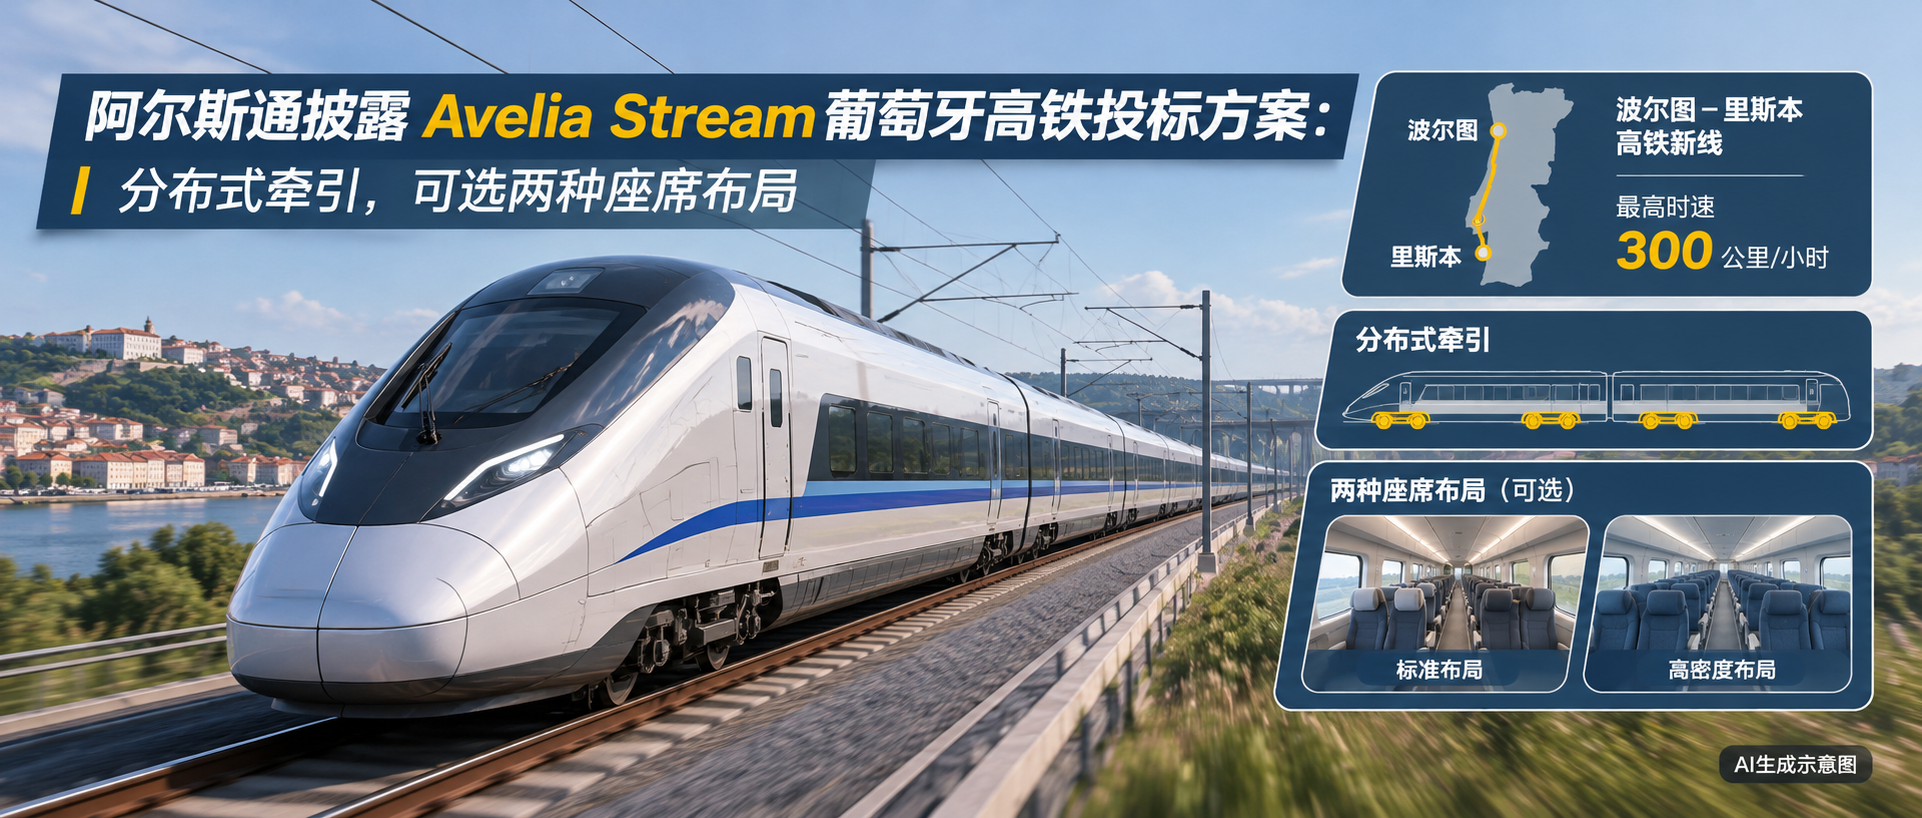 阿尔斯通披露 Avelia Stream 葡萄牙高铁投标方案：
分布式牵引，可选两种座席布局
波尔图
里斯本
波尔图－里斯本
高铁新线
最高时速
300 公里/小时
分布式牵引
两种座席布局（可选）
标准布局
高密度布局
AI生成示意图